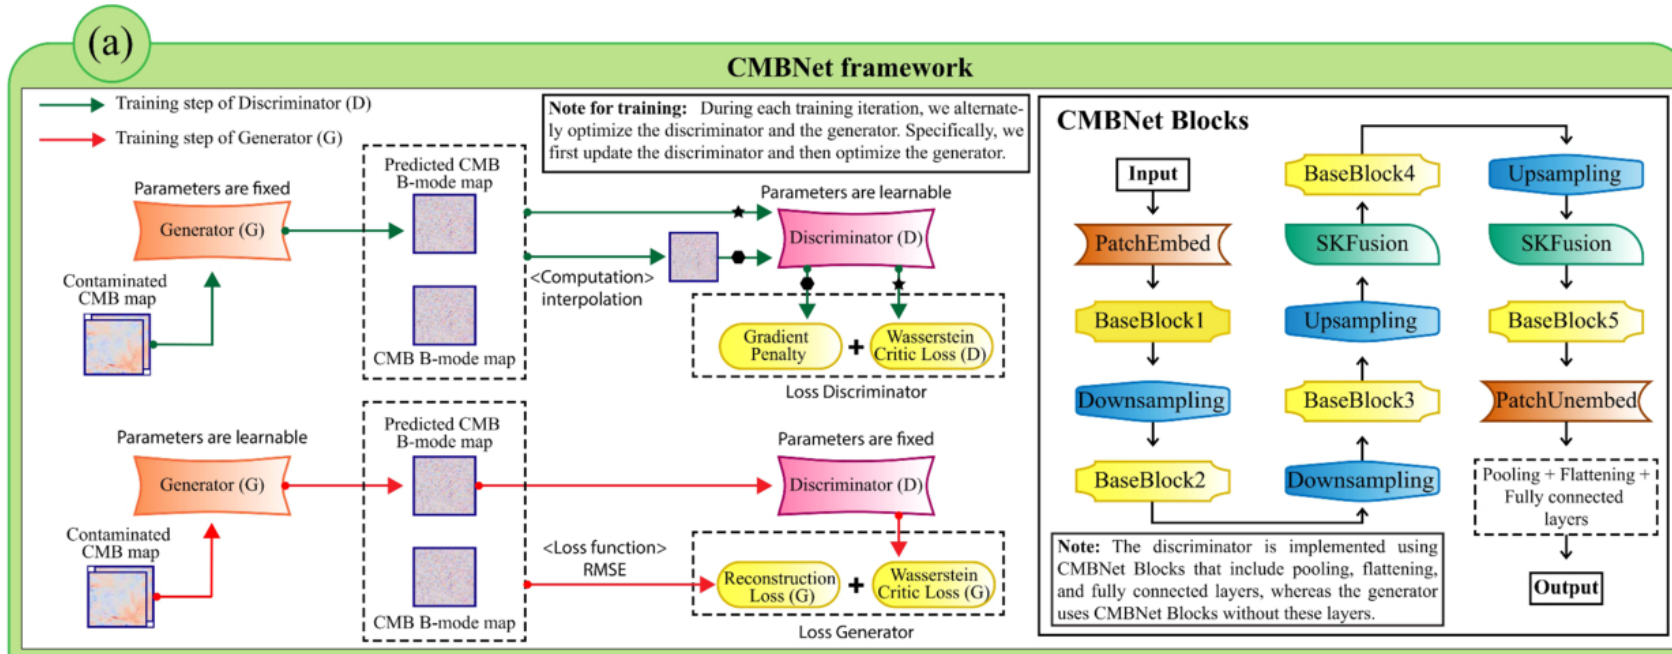 (a)
CMBNet framework
Training step of Discriminator (D)
Training step of Generator (G)
Note for training: During each training iteration, we alternate-
ly optimize the discriminator and the generator. Specifically, we
first update the discriminator and then optimize the generator.
Parameters are fixed
Generator (G)
Contaminated
CMB map
Predicted CMB
B-mode map
CMB B-mode map
<Computation>
interpolation
Parameters are learnable
Discriminator (D)
Gradient
Penalty
+
Wasserstein
Critic Loss (D)
Loss Discriminator
Parameters are learnable
Generator (G)
Contaminated
CMB map
Predicted CMB
B-mode map
CMB B-mode map
<Loss function>
RMSE
Parameters are fixed
Discriminator (D)
Reconstruction
Loss (G)
+
Wasserstein
Critic Loss (G)
Loss Generator
CMBNet Blocks
Input
PatchEmbed
BaseBlock1
Downsampling
BaseBlock2
Downsampling
BaseBlock3
Upsampling
SKFusion
BaseBlock4
Upsampling
SKFusion
BaseBlock5
PatchUnembed
Pooling + Flattening +
Fully connected
layers
Output
Note: The discriminator is implemented using
CMBNet Blocks that include pooling, flattening,
and fully connected layers, whereas the generator
uses CMBNet Blocks without these layers.